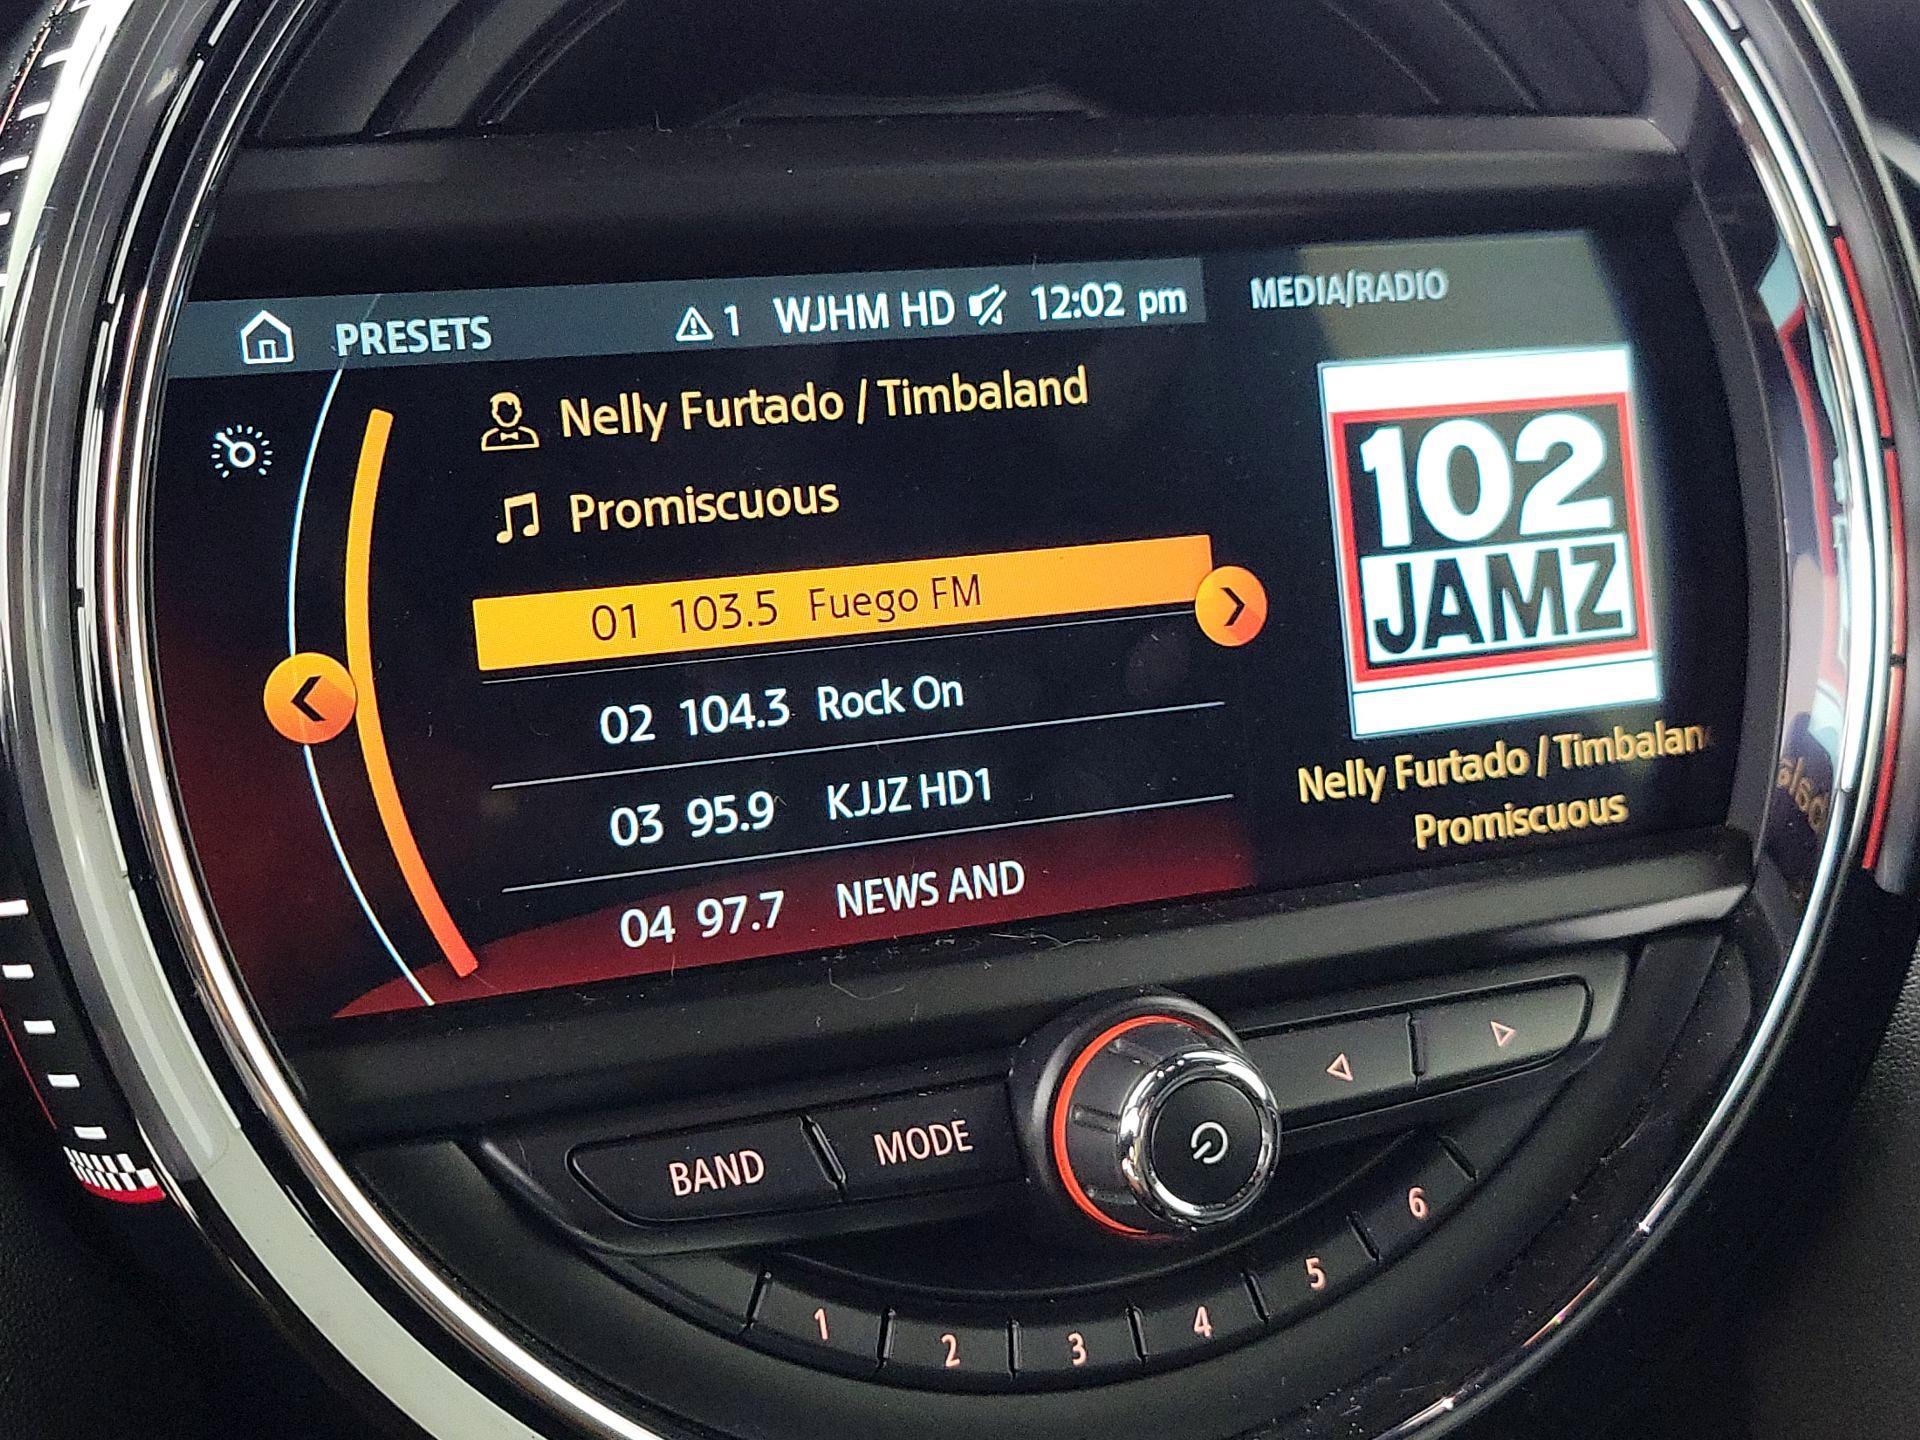 PRESETS 1 WJHM HD 12:02 pm
MEDIA/RADIO
Nelly Furtado / Timbaland
Promiscuous
01 103.5 Fuego FM
02 104.3 Rock On
03 95.9 KJJZ HD1
04 97.7 NEWS AND
102
JAMZ
Nelly Furtado / Timbalan
Promiscuous
BAND MODE
1 2 3 4 5 6